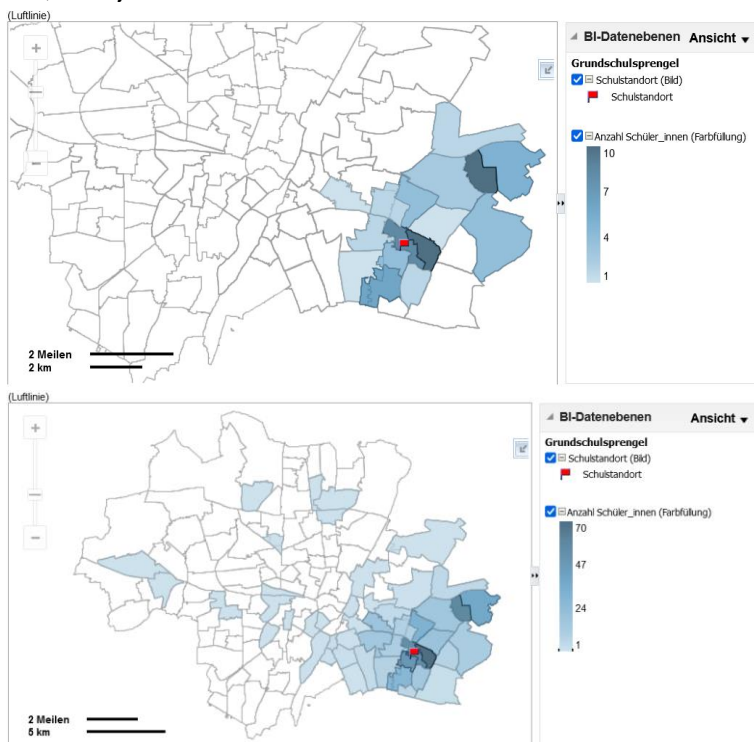 (Luftlinie)
BI-Datenebenen Ansicht
Grundschulsprengel
Schulstandort (Bild)
Schulstandort
Anzahl Schüler_innen (Farbfüllung)
10
7
4
1
2 Meilen
2 km
(Luftlinie)
BI-Datenebenen Ansicht
Grundschulsprengel
Schulstandort (Bild)
Schulstandort
Anzahl Schüler_innen (Farbfüllung)
70
47
24
1
2 Meilen
5 km